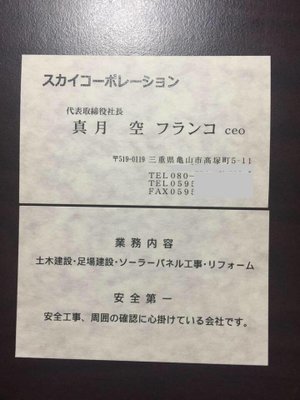 スカイコーポレーション
代表取締役社長
真月 空 フランコ ceo
〒519-0119 三重県亀山市高塚町5-11
TEL080-
TEL059
FAX059
業務内容
土木建設・足場建設・ソーラーパネル工事・リフォーム
安全第一
安全工事、周囲の確認に心掛けている会社です。